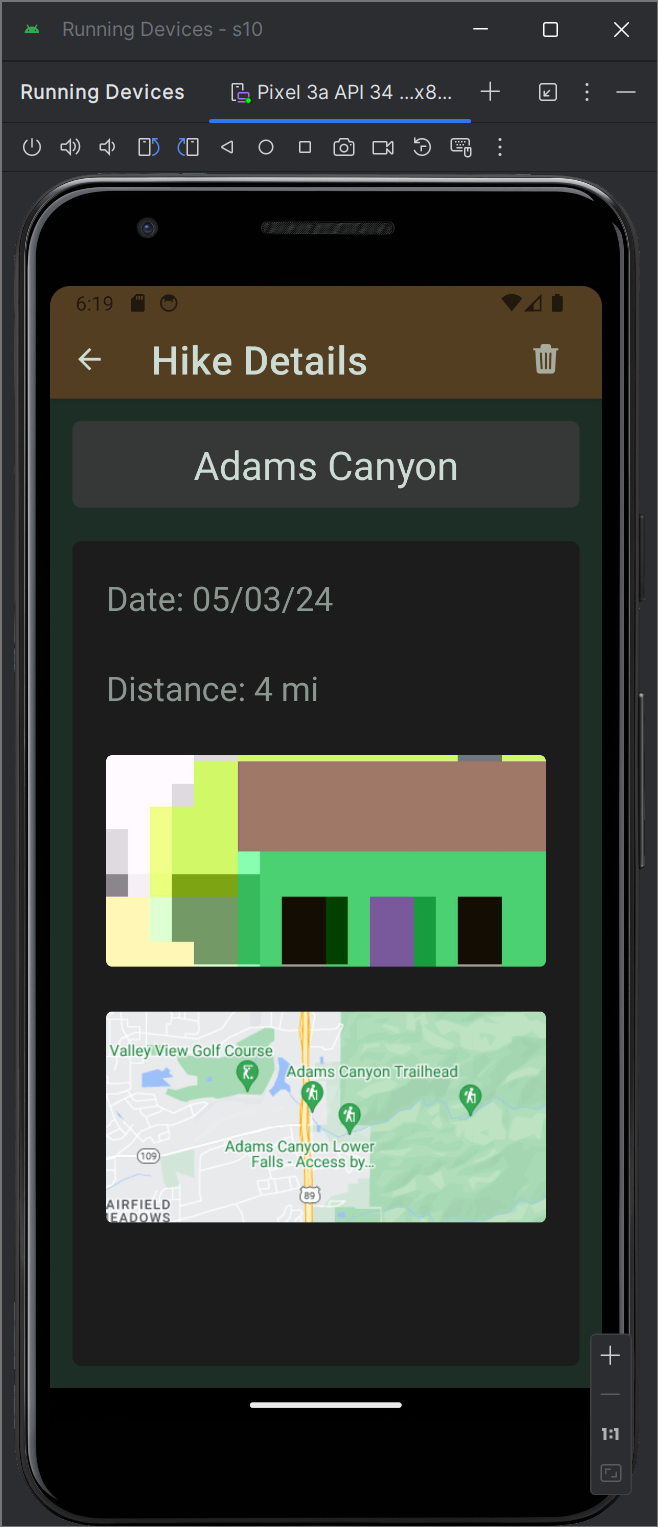 Running Devices - s10
Running Devices
Pixel 3a API 34 ...x8...
6:19
Hike Details
Adams Canyon
Date: 05/03/24
Distance: 4 mi
Valley View Golf Course
Adams Canyon Trailhead
Adams Canyon Lower
Falls - Access by...
109
89
AIRFIELD
EADOWS
1:1